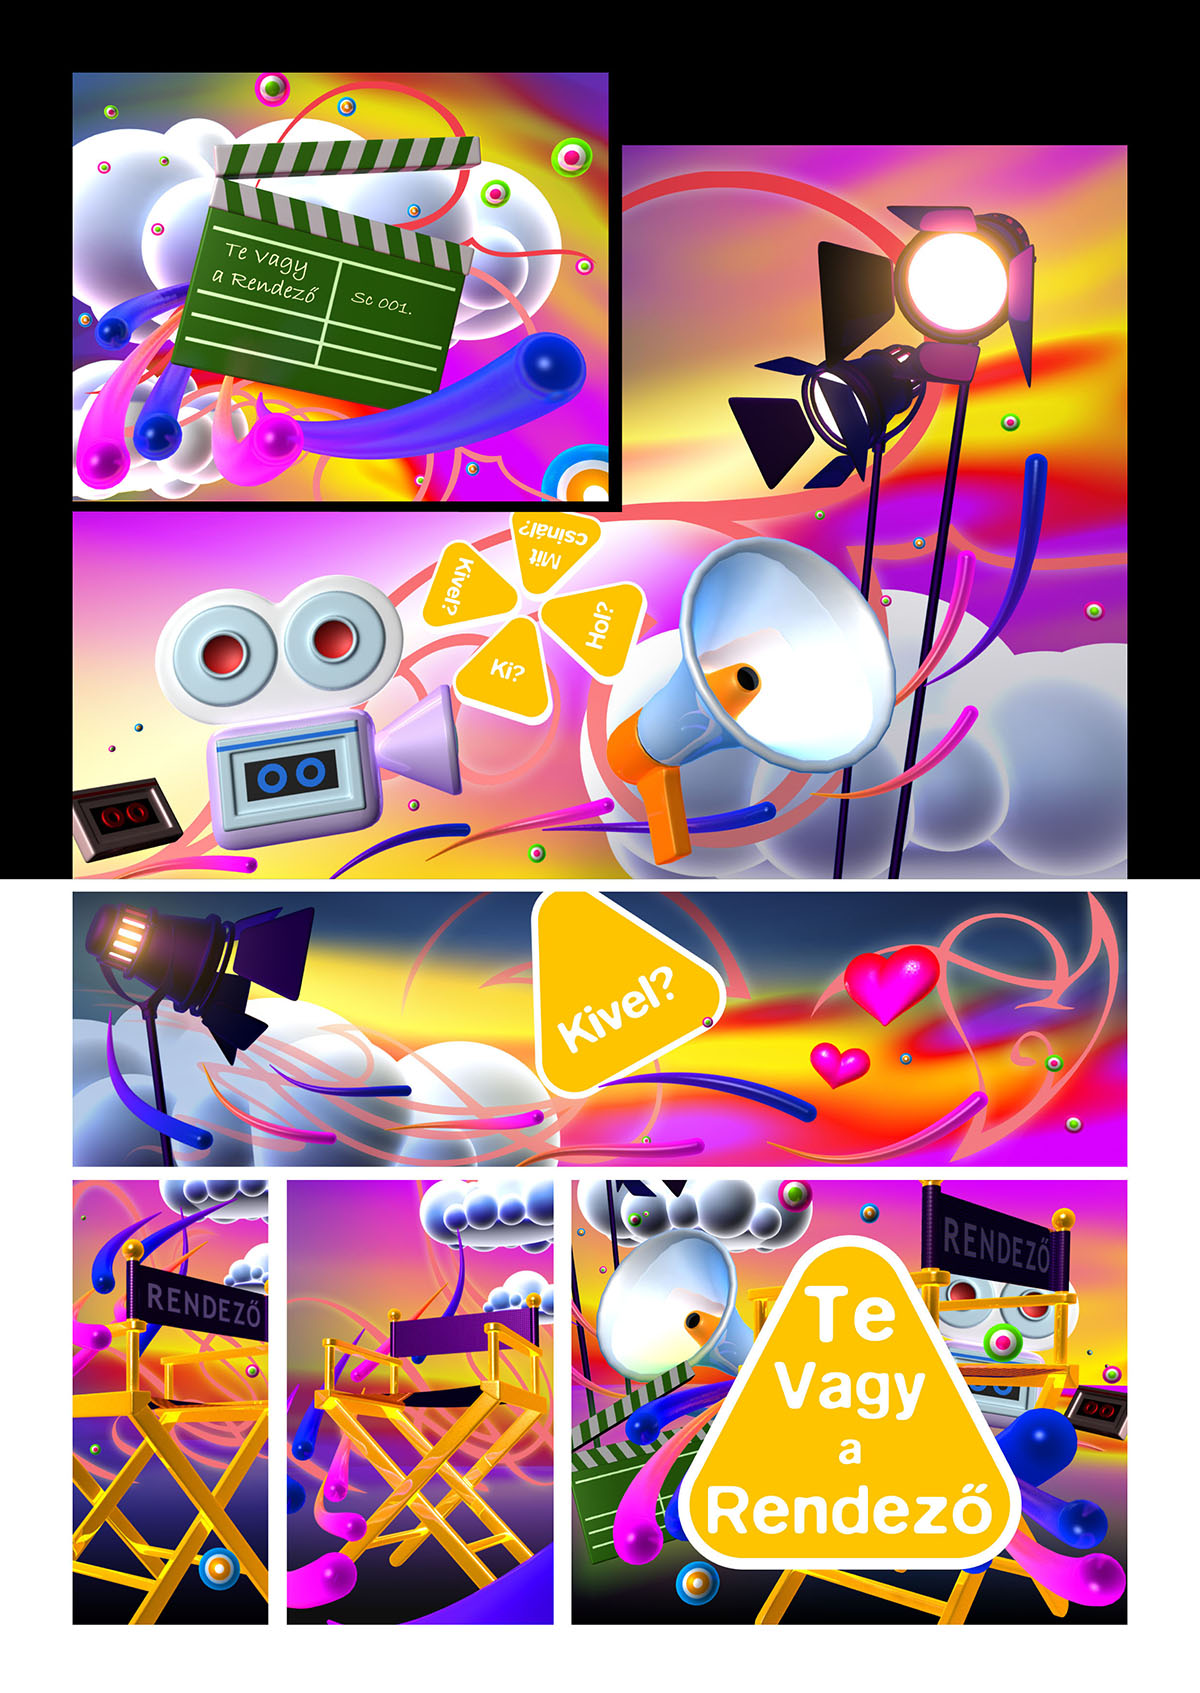 Te Vagy
a Rendező
Sc 001.
Mit
csinál?
Kivel?
Hol?
Ki?
Kivel?
RENDEZŐ
RENDEZŐ
Te
Vagy
a
Rendező